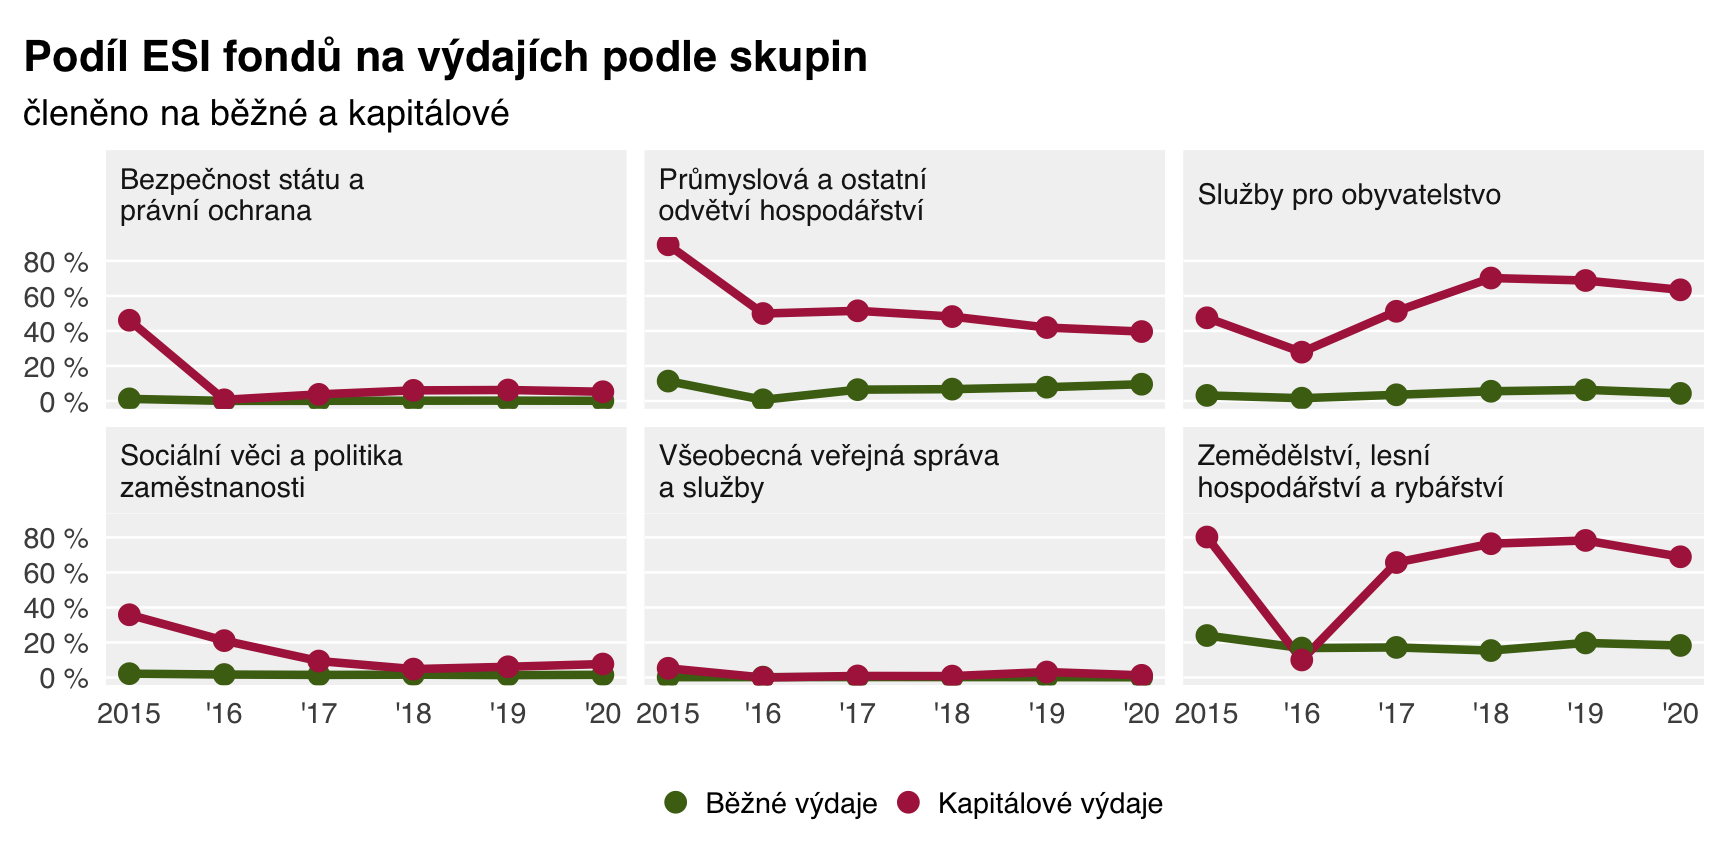 Podíl ESI fondů na výdajích podle skupin
členěno na běžné a kapitálové
Bezpečnost státu a
právní ochrana
Průmyslová a ostatní
odvětví hospodářství
Služby pro obyvatelstvo
80 %
60 %
40 %
20 %
0 %
Sociální věci a politika
zaměstnanosti
Všeobecná veřejná správa
a služby
Zemědělství, lesní
hospodářství a rybářství
80 %
60 %
40 %
20 %
0 %
2015 '16 '17 '18 '19 '20 2015 '16 '17 '18 '19 '20 2015 '16 '17 '18 '19 '20
Běžné výdaje Kapitálové výdaje